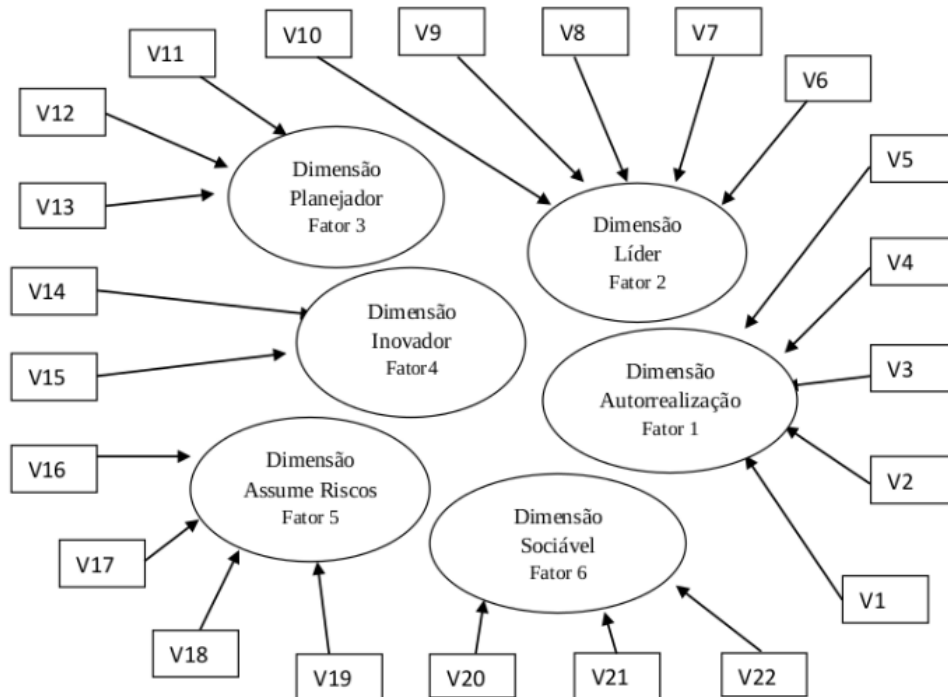 V10
V9
V8
V7
V11
V6
V12
V5
Dimensão
Planejador
Fator 3
V13
Dimensão
Líder
Fator 2
V4
V14
Dimensão
Inovador
Fator4
V15
Dimensão
Autorrealização
Fator 1
V3
V16
Dimensão
Assume Riscos
Fator 5
V2
Dimensão
Sociável
Fator 6
V17
V1
V18
V19
V20
V21
V22